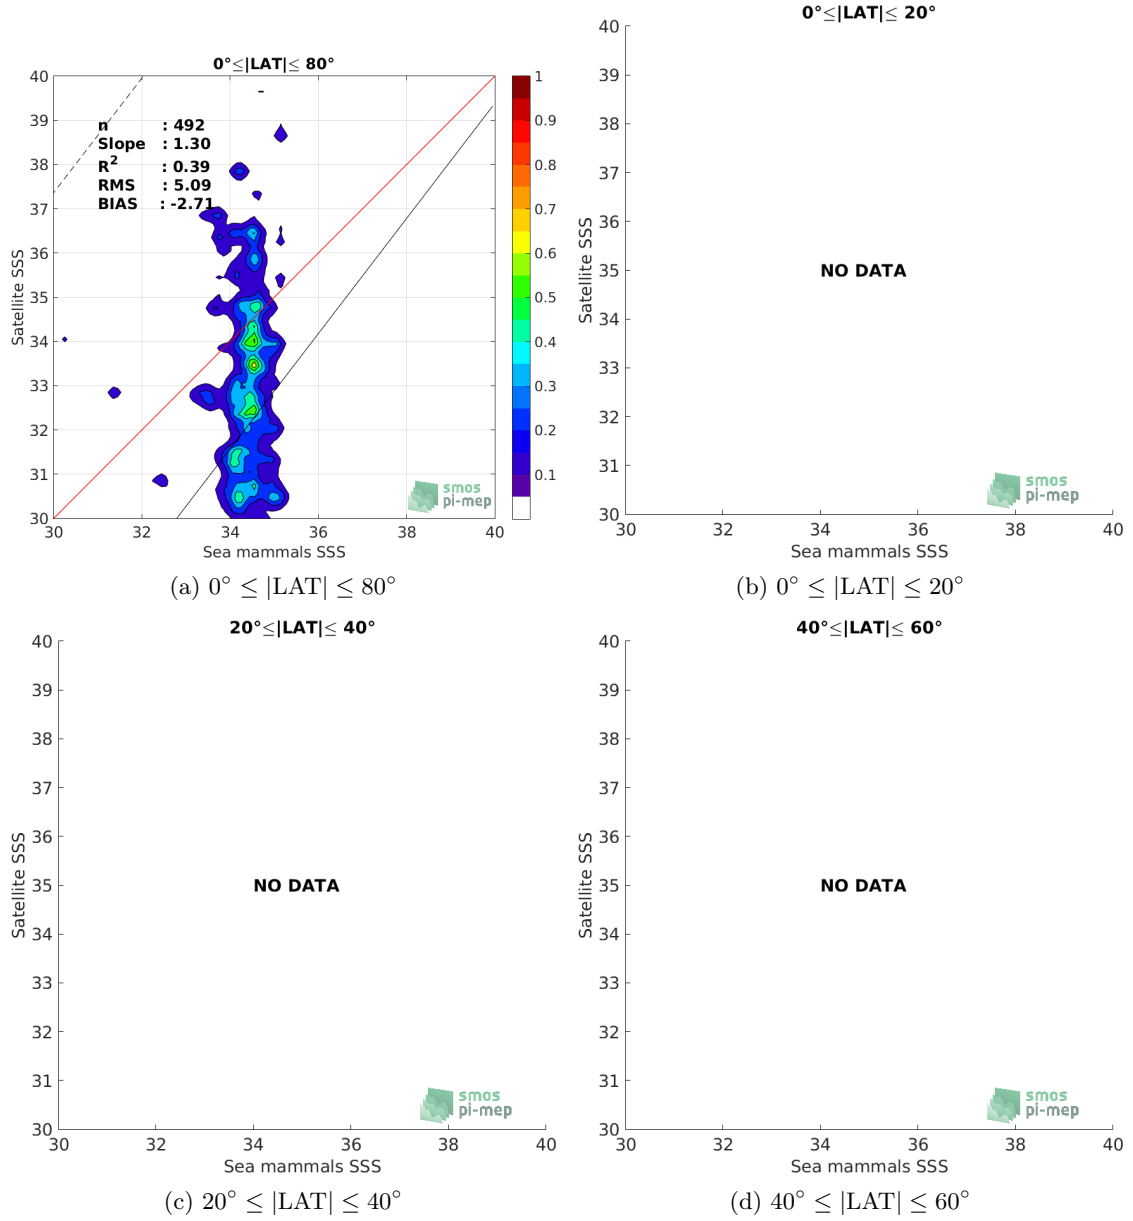 0°≤|LAT|≤ 80°
40
39
38
37
36
35
34
33
32
31
30
Satellite SSS
n : 492
Slope : 1.30
R2 : 0.39
RMS : 5.09
BIAS : -2.71
1
0.9
0.8
0.7
0.6
0.5
0.4
0.3
0.2
0.1
smos
pi-mep
30 32 34 36 38 40
Sea mammals SSS
(a) 0° ≤ |LAT| ≤ 80°
0°≤|LAT|≤ 20°
40
39
38
37
36
35
34
33
32
31
30
Satellite SSS
NO DATA
smos
pi-mep
30 32 34 36 38 40
Sea mammals SSS
(b) 0° ≤ |LAT| ≤ 20°
20°≤|LAT|≤ 40°
40
39
38
37
36
35
34
33
32
31
30
Satellite SSS
NO DATA
smos
pi-mep
30 32 34 36 38 40
Sea mammals SSS
(c) 20° ≤ |LAT| ≤ 40°
40°≤|LAT|≤ 60°
40
39
38
37
36
35
34
33
32
31
30
Satellite SSS
NO DATA
smos
pi-mep
30 32 34 36 38 40
Sea mammals SSS
(d) 40° ≤ |LAT| ≤ 60°